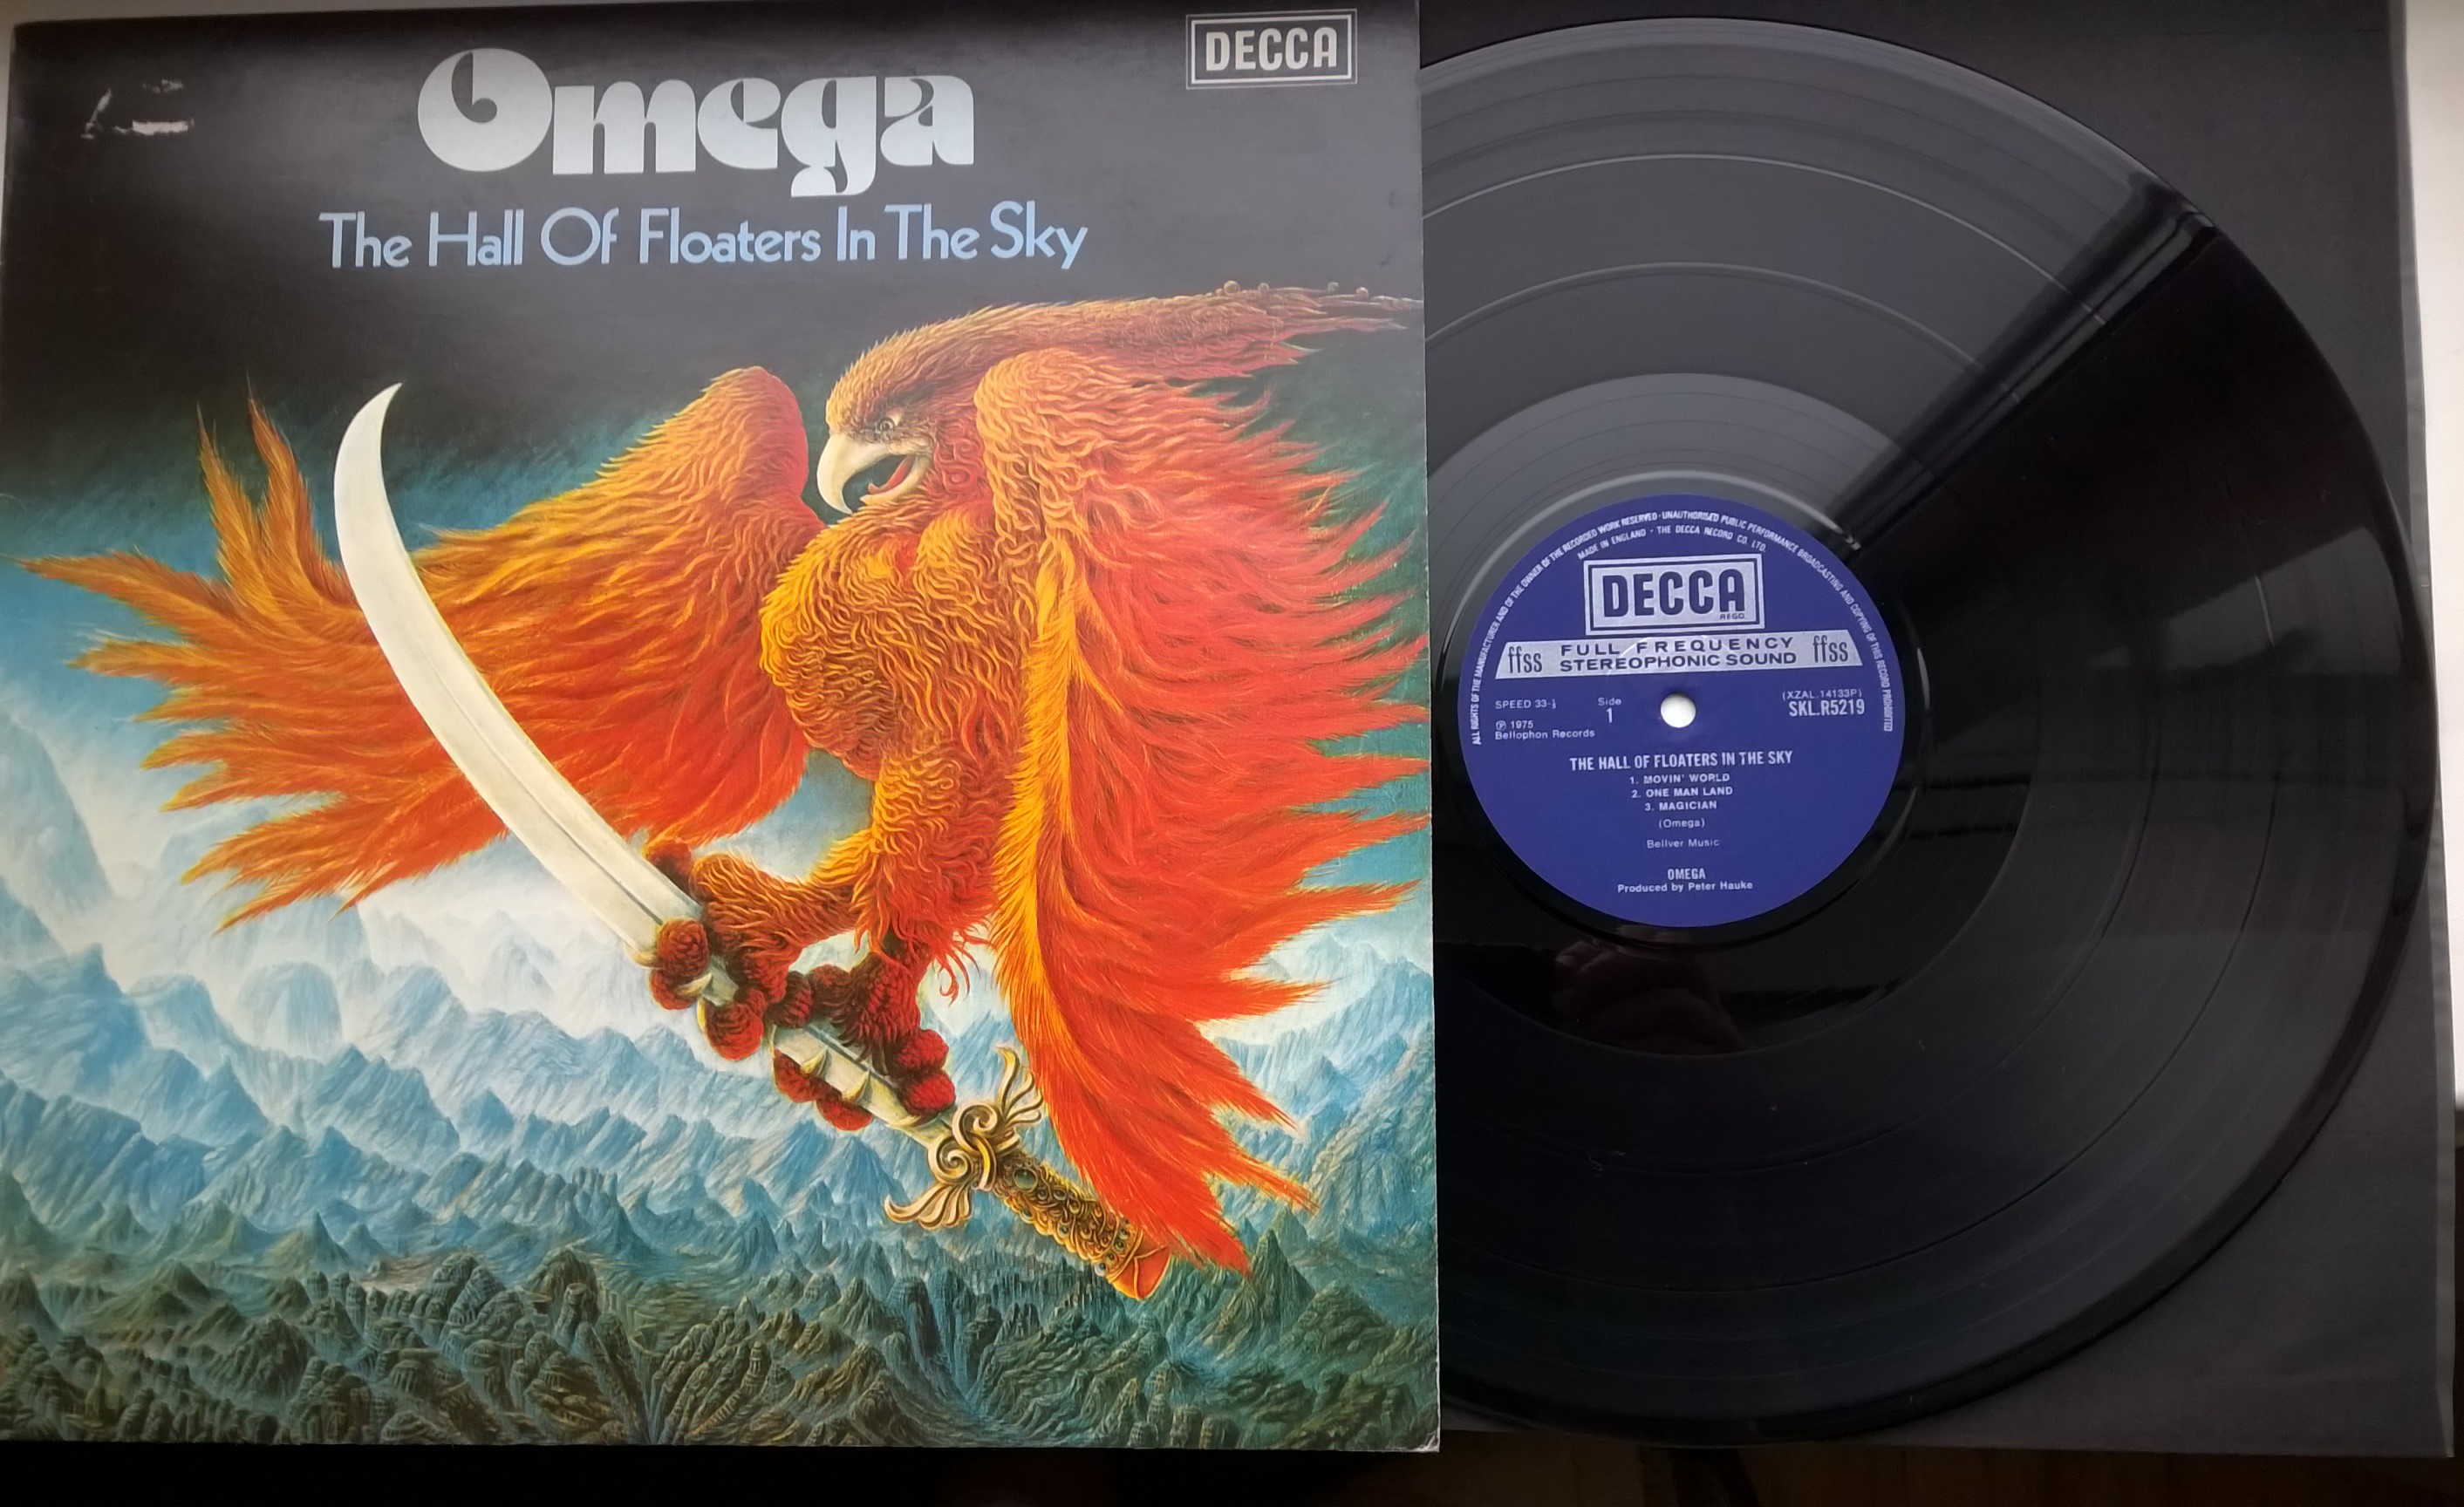 Omega
DECCA
The Hall Of Floaters In The Sky
ALL RIGHTS OF THE MANUFACTURER AND OF THE OWNER OF THE RECORDED WORK RESERVED · UNAUTHORISED PUBLIC PERFORMANCE BROADCASTING AND COPYING OF THIS RECORD PROHIBITED
MADE IN ENGLAND · THE DECCA RECORD CO. LTD.
DECCA
REGD.
ffss FULL FREQUENCY ffss
STEREOPHONIC SOUND
SPEED 33-⅓ Side (XZAL.14133P)
1 SKL.R5219
℗ 1975
Bellophon Records
THE HALL OF FLOATERS IN THE SKY
1. MOVIN' WORLD
2. ONE MAN LAND
3. MAGICIAN
(Omega)
Bellver Music
OMEGA
Produced by Peter Hauke